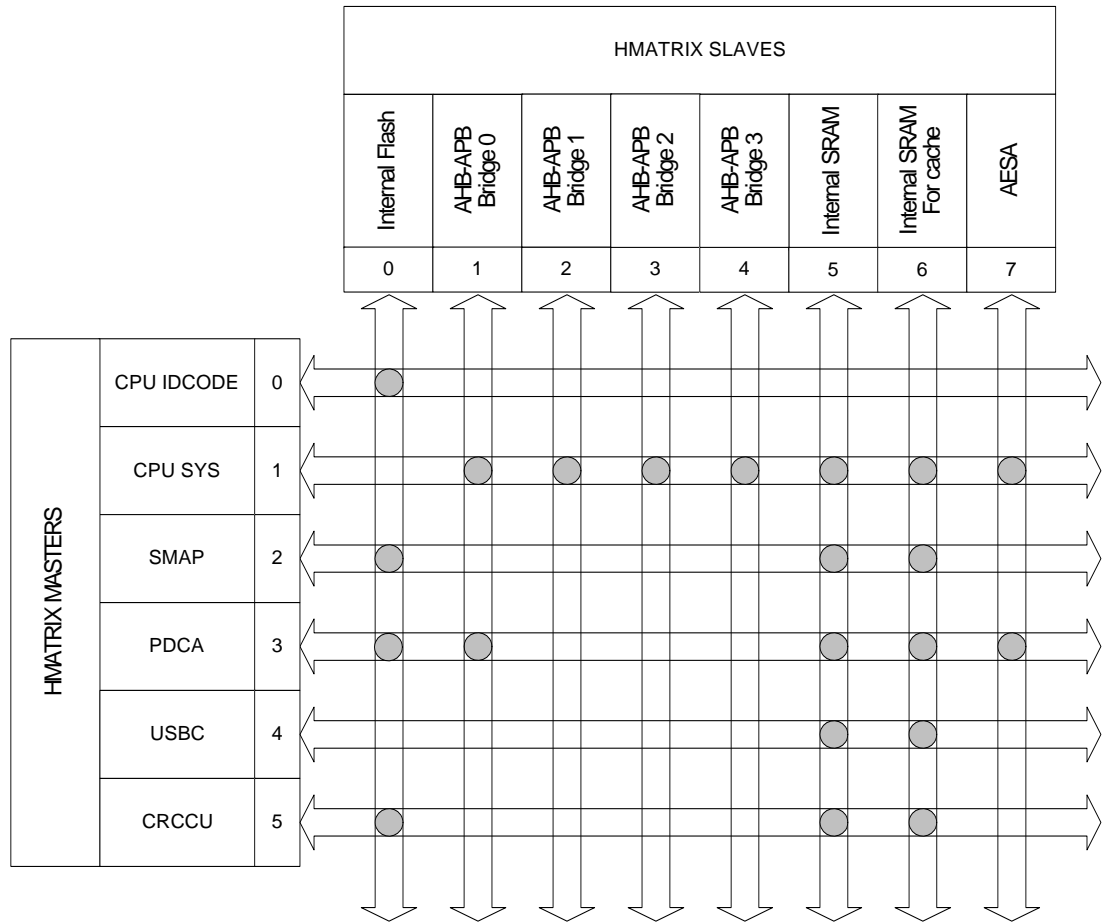 HMATRIX SLAVES
Internal Flash
AHB-APB
Bridge 0
AHB-APB
Bridge 1
AHB-APB
Bridge 2
AHB-APB
Bridge 3
Internal SRAM
Internal SRAM
For cache
AESA
0 1 2 3 4 5 6 7
HMATRIX MASTERS
CPU IDCODE 0
CPU SYS 1
SMAP 2
PDCA 3
USBC 4
CRCCU 5